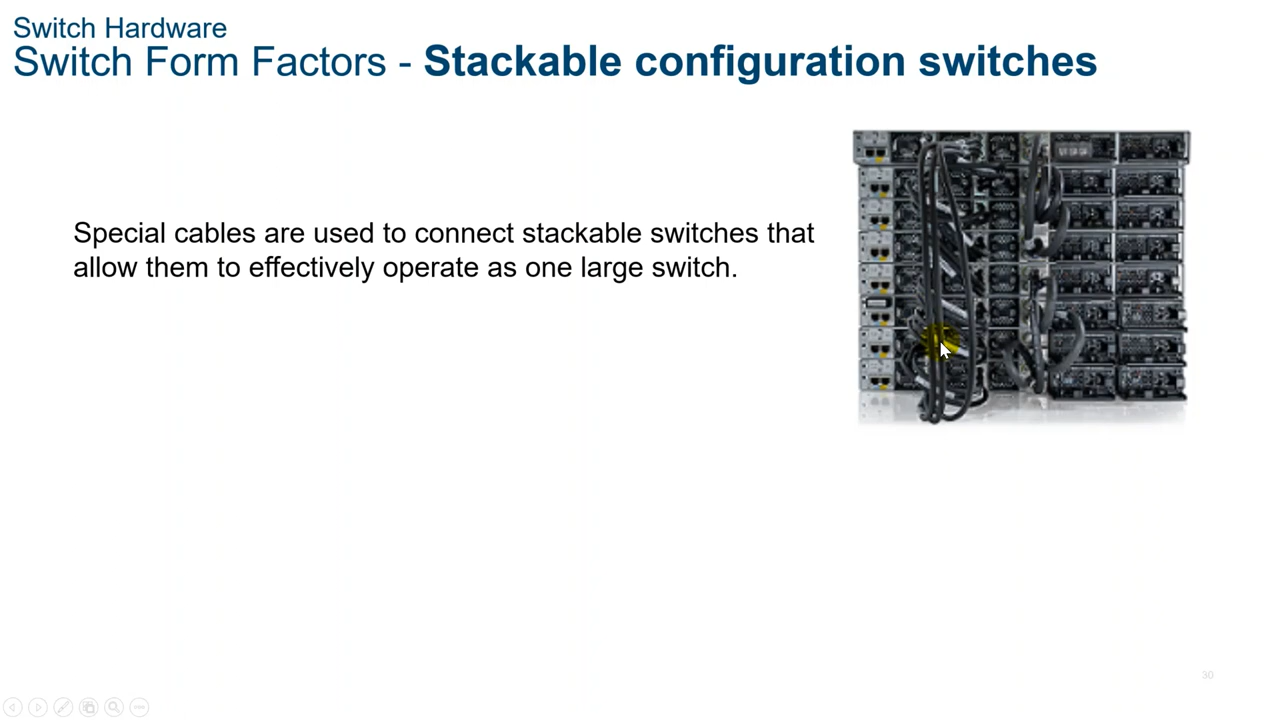 Switch Hardware
Switch Form Factors - Stackable configuration switches
Special cables are used to connect stackable switches that
allow them to effectively operate as one large switch.
30